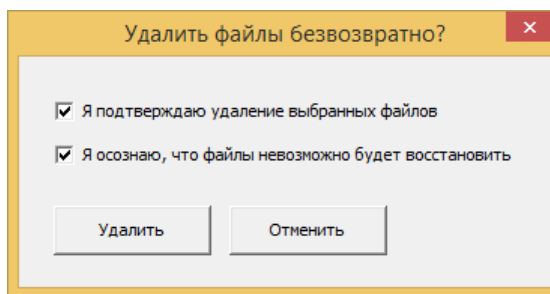 Удалить файлы безвозвратно?
Я подтверждаю удаление выбранных файлов
Я осознаю, что файлы невозможно будет восстановить
Удалить
Отменить